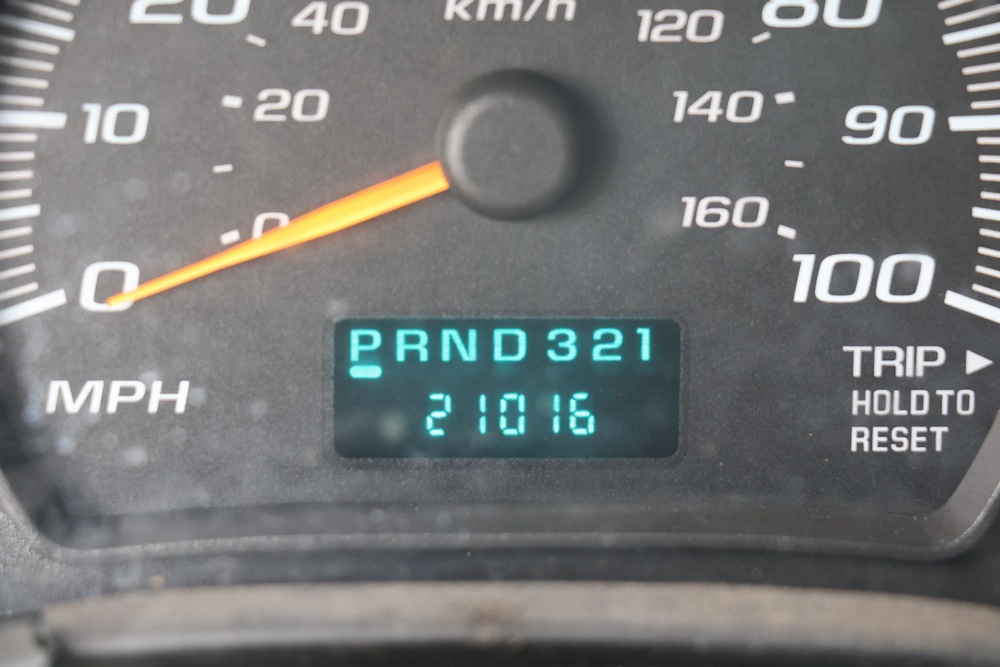 20 40 km/h 120 80
10 20 140 90
0 160
0 100
PRND321
21016
MPH
TRIP ▶
HOLD TO
RESET